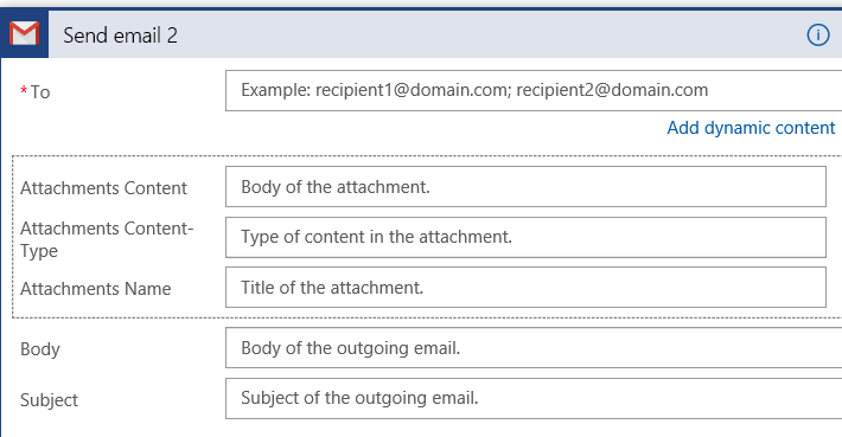 Send email 2
* To
Example: recipient1@domain.com; recipient2@domain.com
Add dynamic content
Attachments Content
Body of the attachment.
Attachments Content-
Type
Type of content in the attachment.
Attachments Name
Title of the attachment.
Body
Body of the outgoing email.
Subject
Subject of the outgoing email.